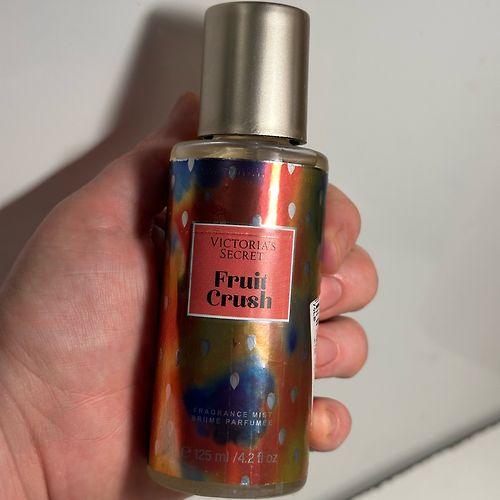 VICTORIA'S
SECRET
Fruit
Crush
FRAGRANCE MIST
BRUME PARFUMÉE
℮ 125 ml /4.2 fl oz